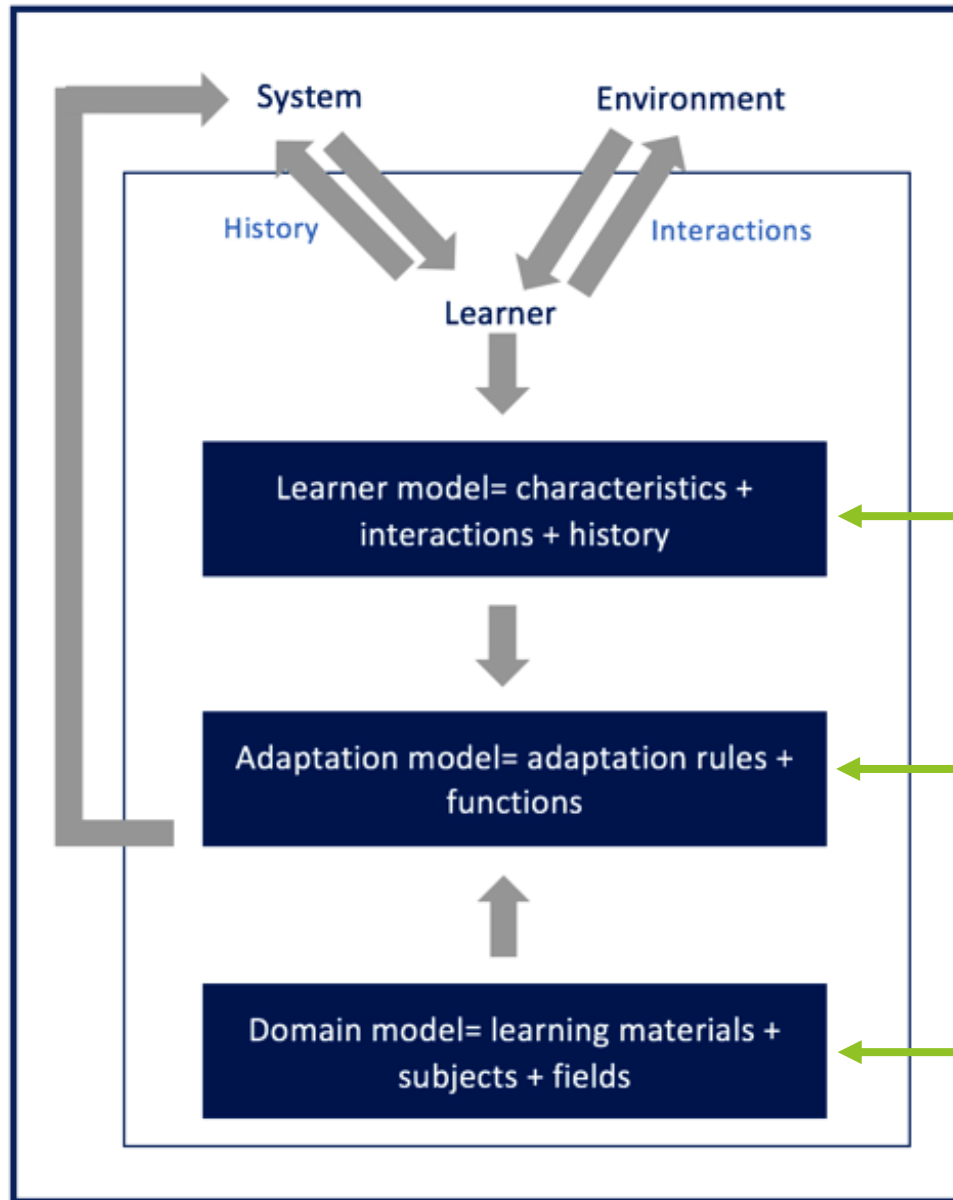 System
Environment
History
Interactions
Learner
Learner model= characteristics +
interactions + history
Adaptation model= adaptation rules +
functions
Domain model= learning materials +
subjects + fields